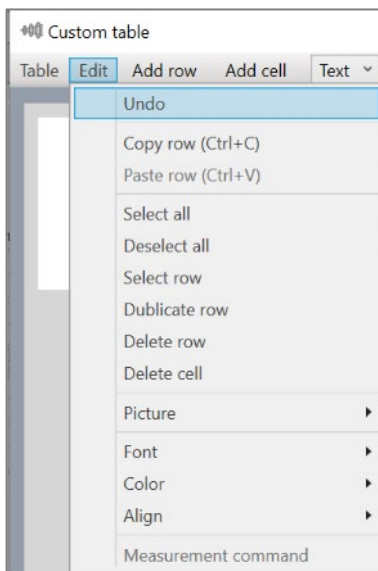 Custom table
Table Edit Add row Add cell Text
Undo
Copy row (Ctrl+C)
Paste row (Ctrl+V)
Select all
Deselect all
Select row
Dublicate row
Delete row
Delete cell
Picture
Font
Color
Align
Measurement command